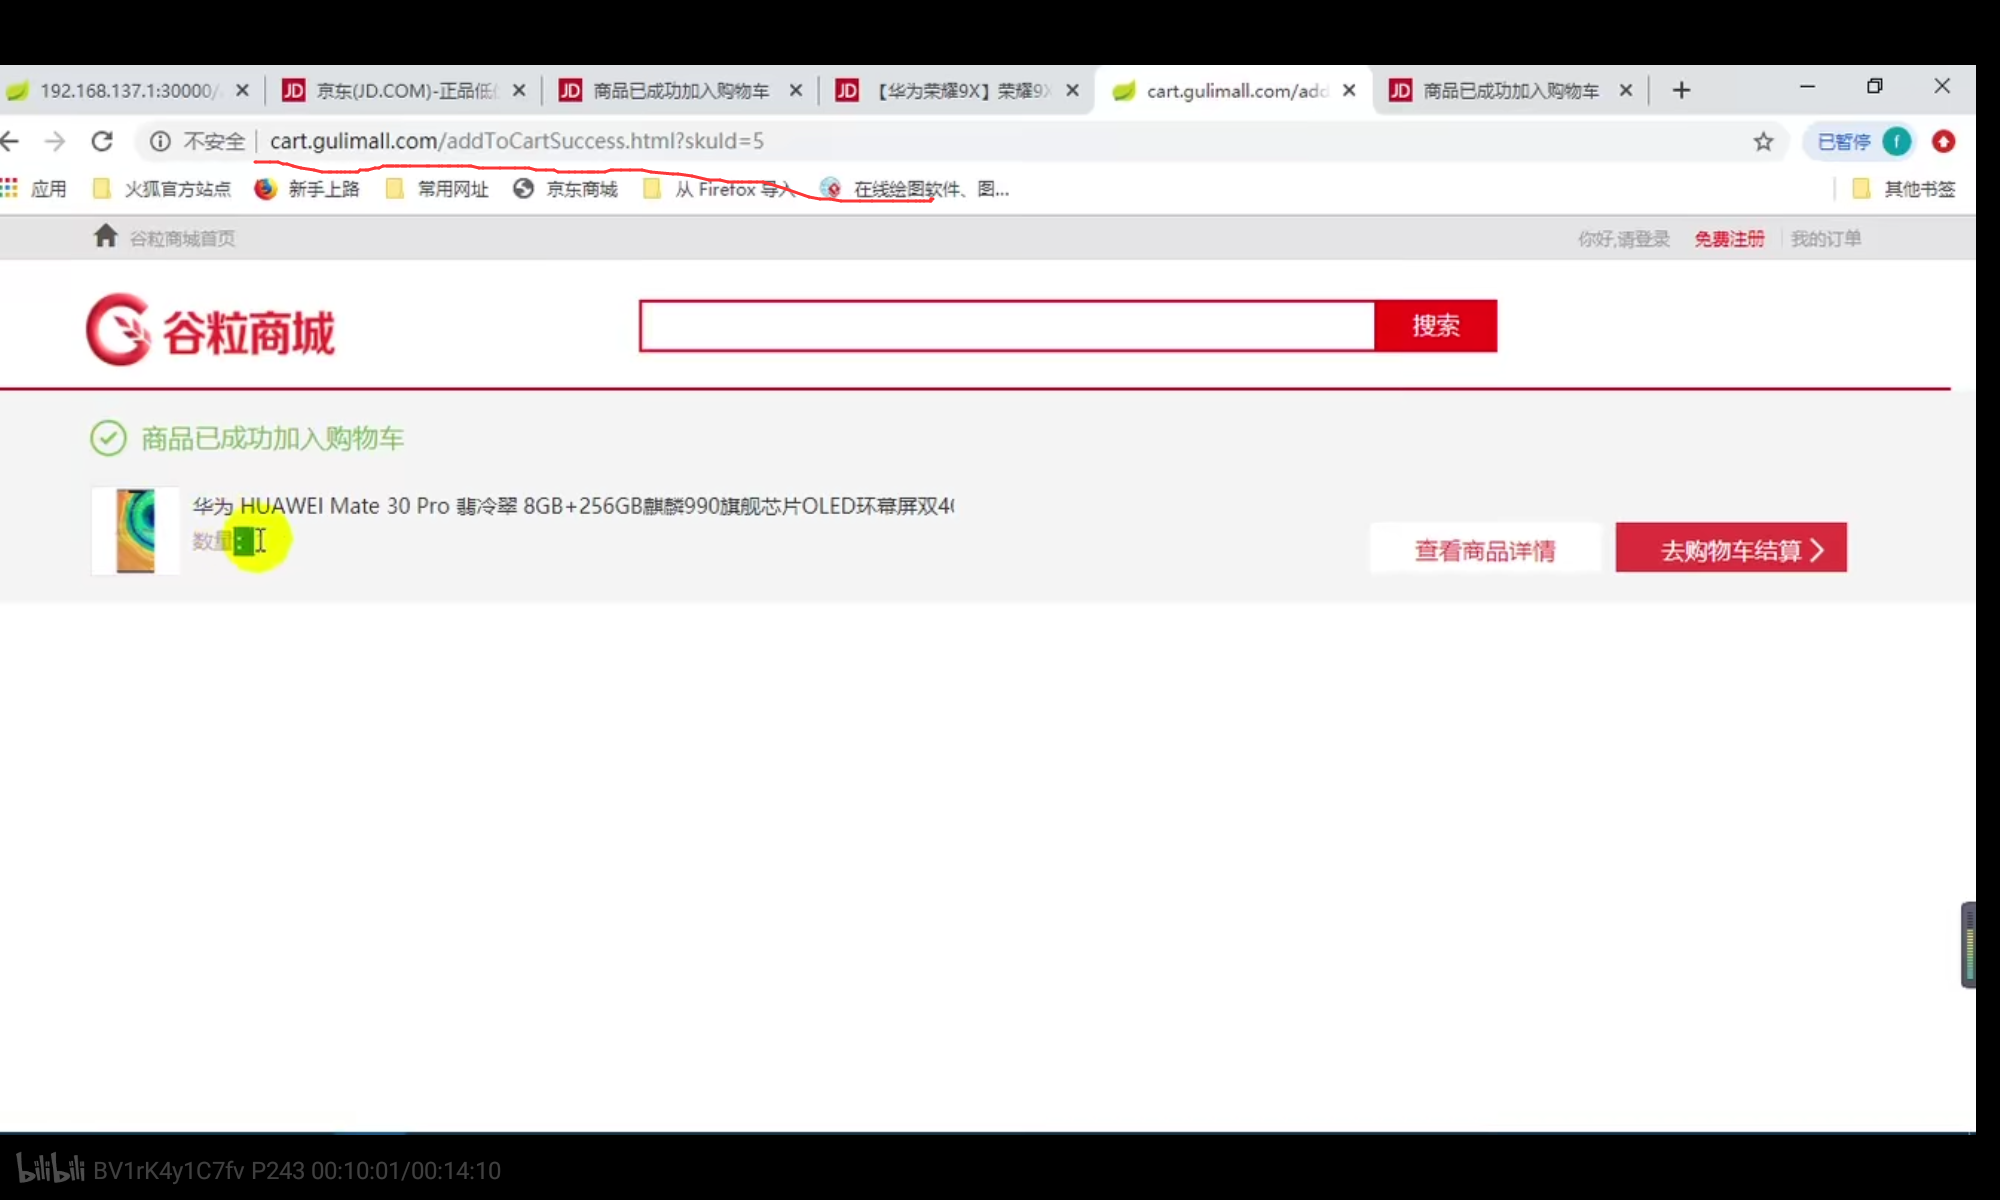 192.168.137.1:30000/
京东(JD.COM)-正品低
商品已成功加入购物车
【华为荣耀9X】荣耀9X
cart.gulimall.com/add
商品已成功加入购物车
不安全 cart.gulimall.com/addToCartSuccess.html?skuId=5
已暂停 f
应用 火狐官方站点 新手上路 常用网址 京东商城 从 Firefox 导入 在线绘图软件、图... 其他书签
谷粒商城首页 你好,请登录 免费注册 我的订单
谷粒商城 搜索
商品已成功加入购物车
华为 HUAWEI Mate 30 Pro 翡冷翠 8GB+256GB麒麟990旗舰芯片OLED环幕屏双4
数量:
查看商品详情 去购物车结算
bilibili BV1rK4y1C7fv P243 00:10:01/00:14:10